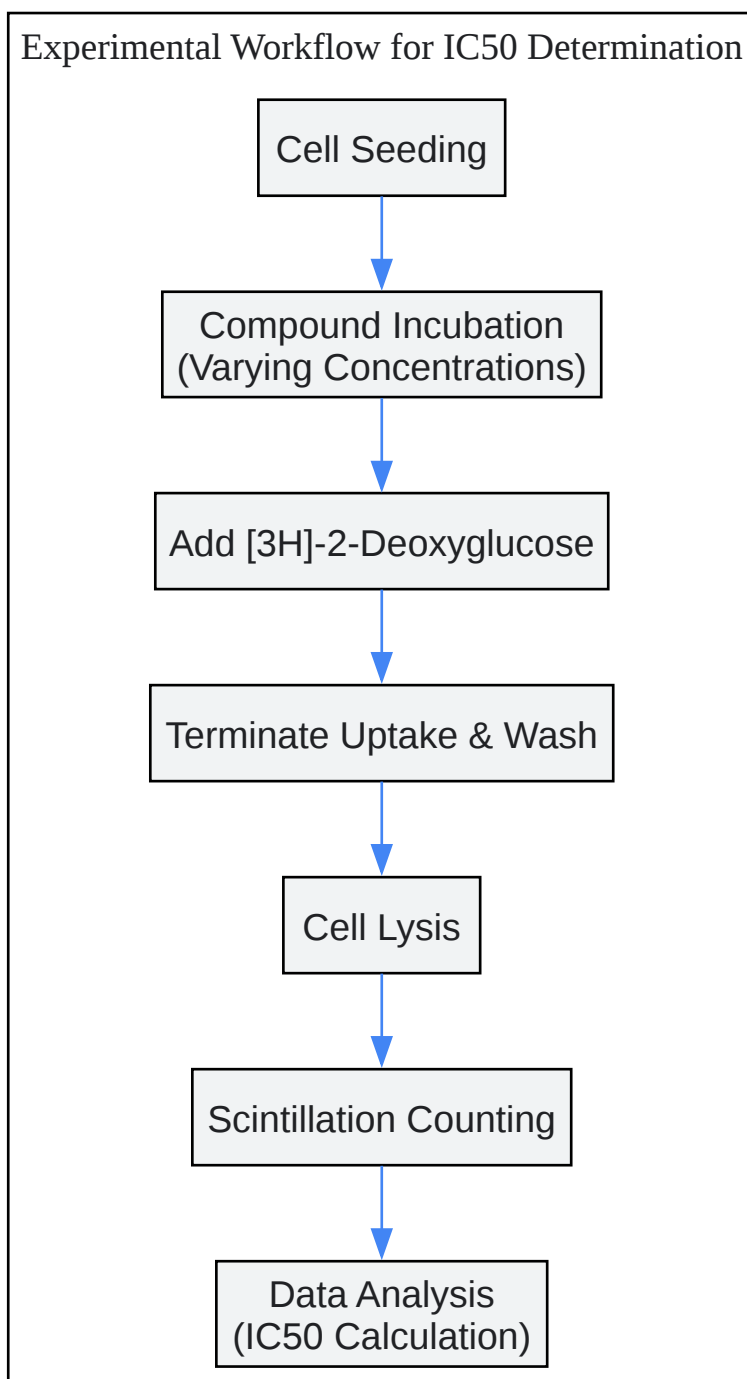 Experimental Workflow for IC50 Determination
Cell Seeding
Compound Incubation
(Varying Concentrations)
Add [3H]-2-Deoxyglucose
Terminate Uptake & Wash
Cell Lysis
Scintillation Counting
Data Analysis
(IC50 Calculation)